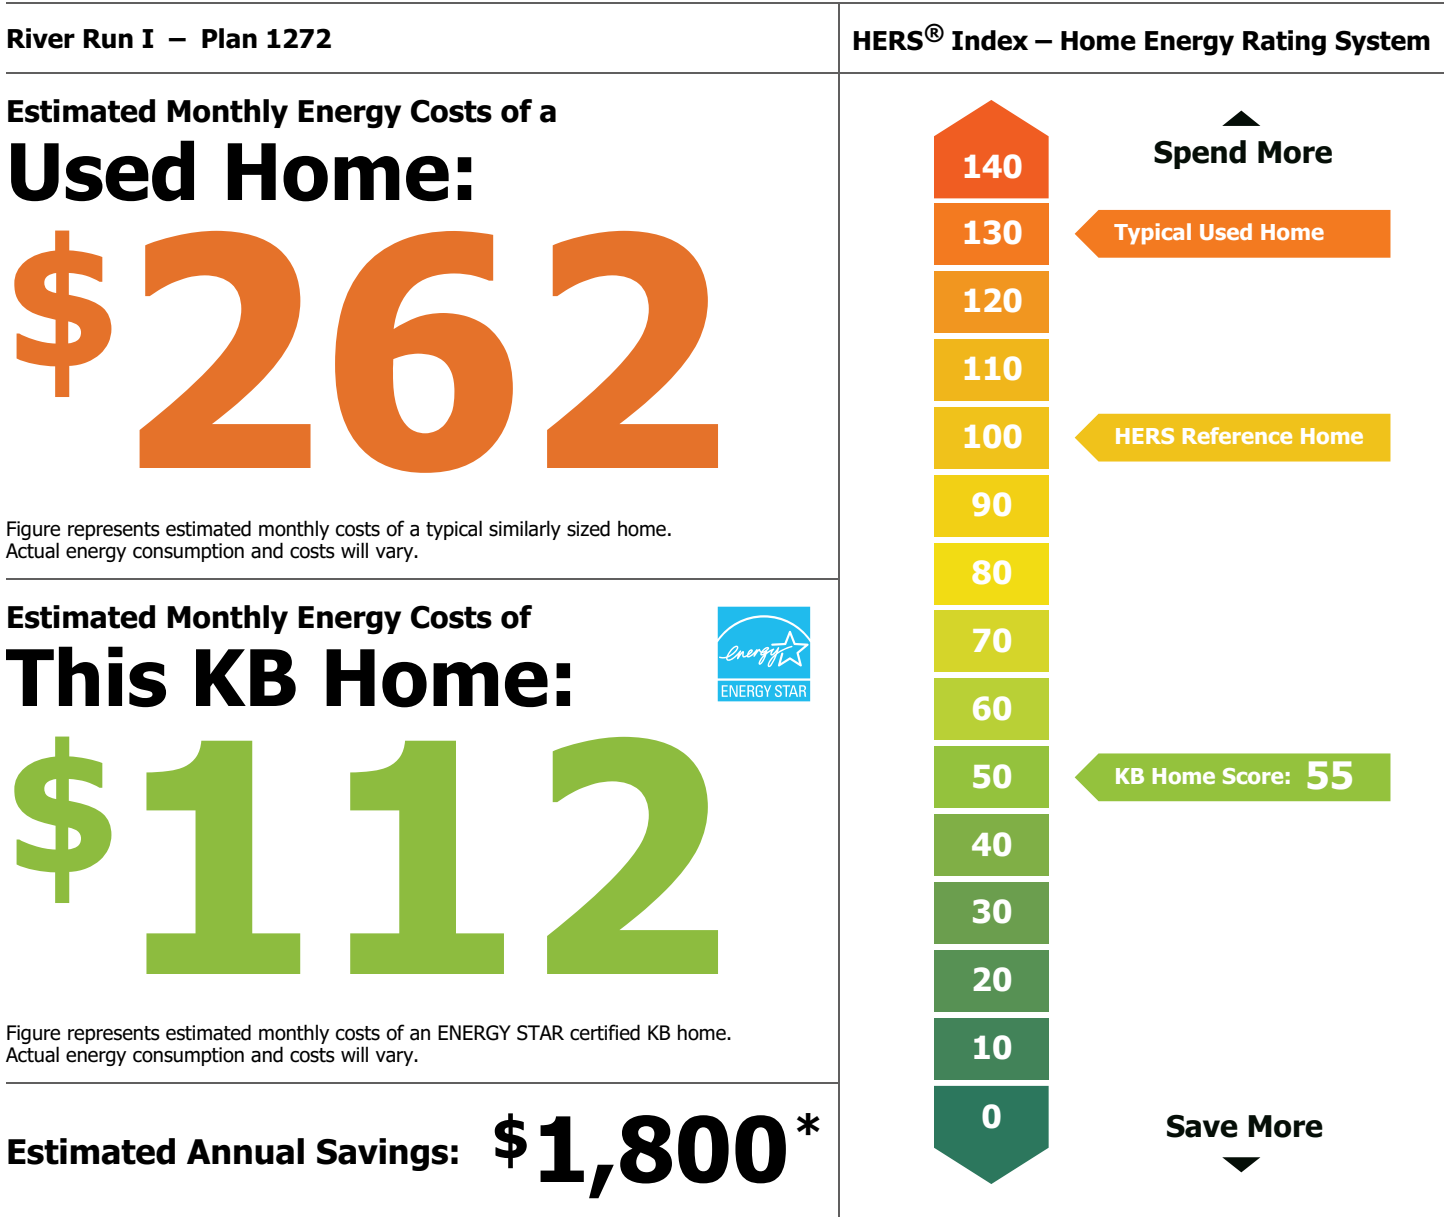 River Run I – Plan 1272
Estimated Monthly Energy Costs of a
Used Home:
$262
Figure represents estimated monthly costs of a typical similarly sized home.
Actual energy consumption and costs will vary.
Estimated Monthly Energy Costs of
This KB Home:
energy
ENERGY STAR
$112
Figure represents estimated monthly costs of an ENERGY STAR certified KB home.
Actual energy consumption and costs will vary.
Estimated Annual Savings: $1,800*
HERS® Index – Home Energy Rating System
Spend More
140
130 Typical Used Home
120
110
100 HERS Reference Home
90
80
70
60
50 KB Home Score: 55
40
30
20
10
0
Save More